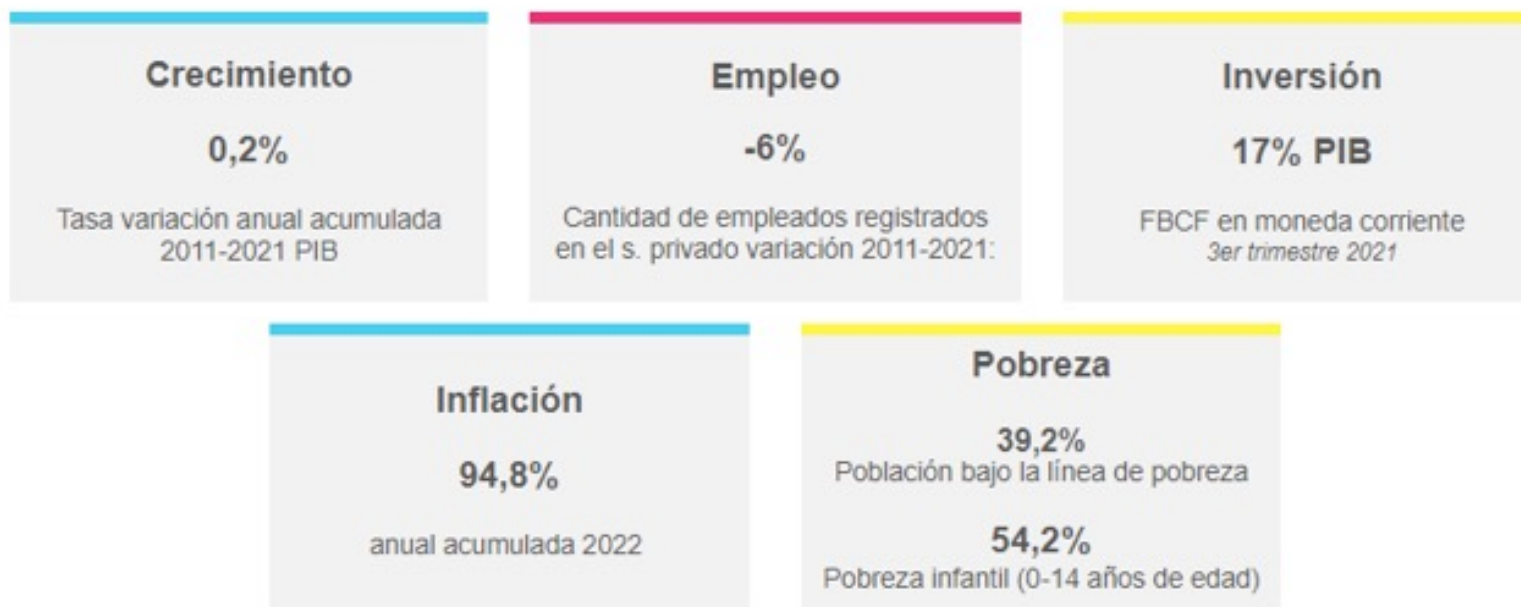 Crecimiento
0,2%
Tasa variación anual acumulada
2011-2021 PIB
Empleo
-6%
Cantidad de empleados registrados
en el s. privado variación 2011-2021:
Inversión
17% PIB
FBCF en moneda corriente
3er trimestre 2021
Inflación
94,8%
anual acumulada 2022
Pobreza
39,2%
Población bajo la línea de pobreza
54,2%
Pobreza infantil (0-14 años de edad)